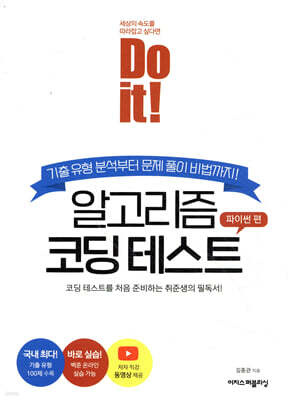 세상의 속도를
따라잡고 싶다면
Do
it!
기출 유형 분석부터 문제 풀이 비법까지!
알고리즘
코딩 테스트
파이썬 편
코딩 테스트를 처음 준비하는 취준생의 필독서!
국내 최다!
기출 유형
100제 수록
바로 실습!
백준 온라인
실습 가능
저자 직강
동영상 제공
김종관 지음
이지스퍼블리싱